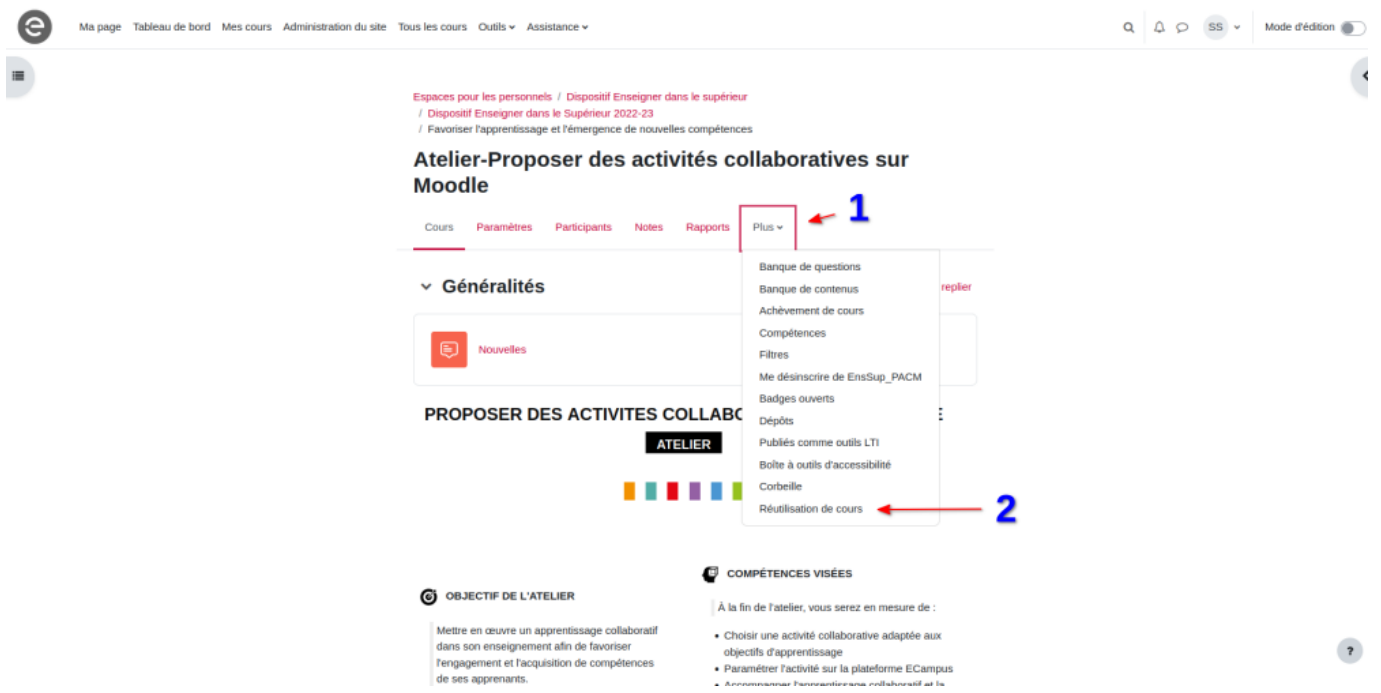 Ma page Tableau de bord Mes cours Administration du site Tous les cours Outils Assistance SS Mode d'édition
Espaces pour les personnels / Dispositif Enseigner dans le supérieur
/ Dispositif Enseigner dans le Supérieur 2022-23
/ Favoriser l'apprentissage et l'émergence de nouvelles compétences
Atelier-Proposer des activités collaboratives sur
Moodle
1
Cours Paramètres Participants Notes Rapports Plus
Banque de questions
Généralités
Banque de contenus
replier
Achèvement de cours
Compétences
Nouvelles
Filtres
Me désinscrire de EnsSup_PACM
Badges ouverts
PROPOSER DES ACTIVITES COLLABO
Dépôts
Publiés comme outils LTI
ATELIER
Boîte à outils d'accessibilité
Corbeille
Réutilisation de cours
2
COMPÉTENCES VISÉES
OBJECTIF DE L'ATELIER
À la fin de l'atelier, vous serez en mesure de :
Mettre en œuvre un apprentissage collaboratif
dans son enseignement afin de favoriser
l'engagement et l'acquisition de compétences
de ses apprenants.
• Choisir une activité collaborative adaptée aux
objectifs d'apprentissage
• Paramétrer l'activité sur la plateforme ECampus
• Accompagner l'apprentissage collaboratif et la
?